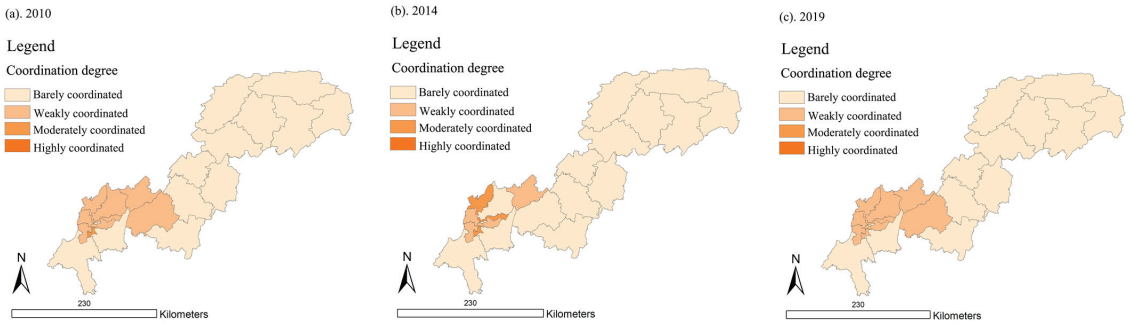 (a). 2010
Legend
Coordination degree
Barely coordinated
Weakly coordinated
Moderately coordinated
Highly coordinated
N
230
Kilometers
(b). 2014
Legend
Coordination degree
Barely coordinated
Weakly coordinated
Moderately coordinated
Highly coordinated
N
230
Kilometers
(c). 2019
Legend
Coordination degree
Barely coordinated
Weakly coordinated
Moderately coordinated
Highly coordinated
N
230
Kilometers